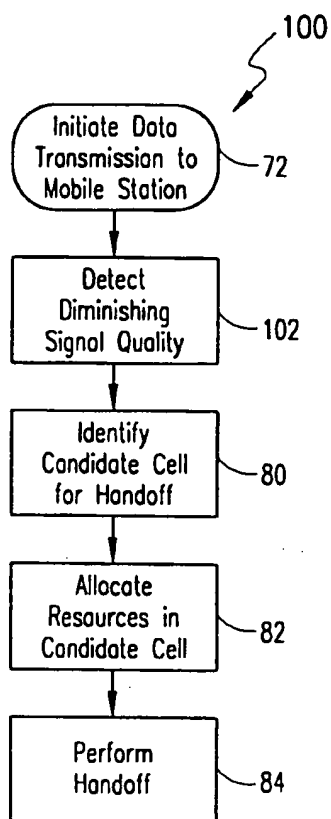 100
Initiate Data
Transmission to
Mobile Station
72
Detect
Diminishing
Signal Quality
102
Identify
Candidate Cell
for Handoff
80
Allocate
Resources in
Candidate Cell
82
Perform
Handoff
84